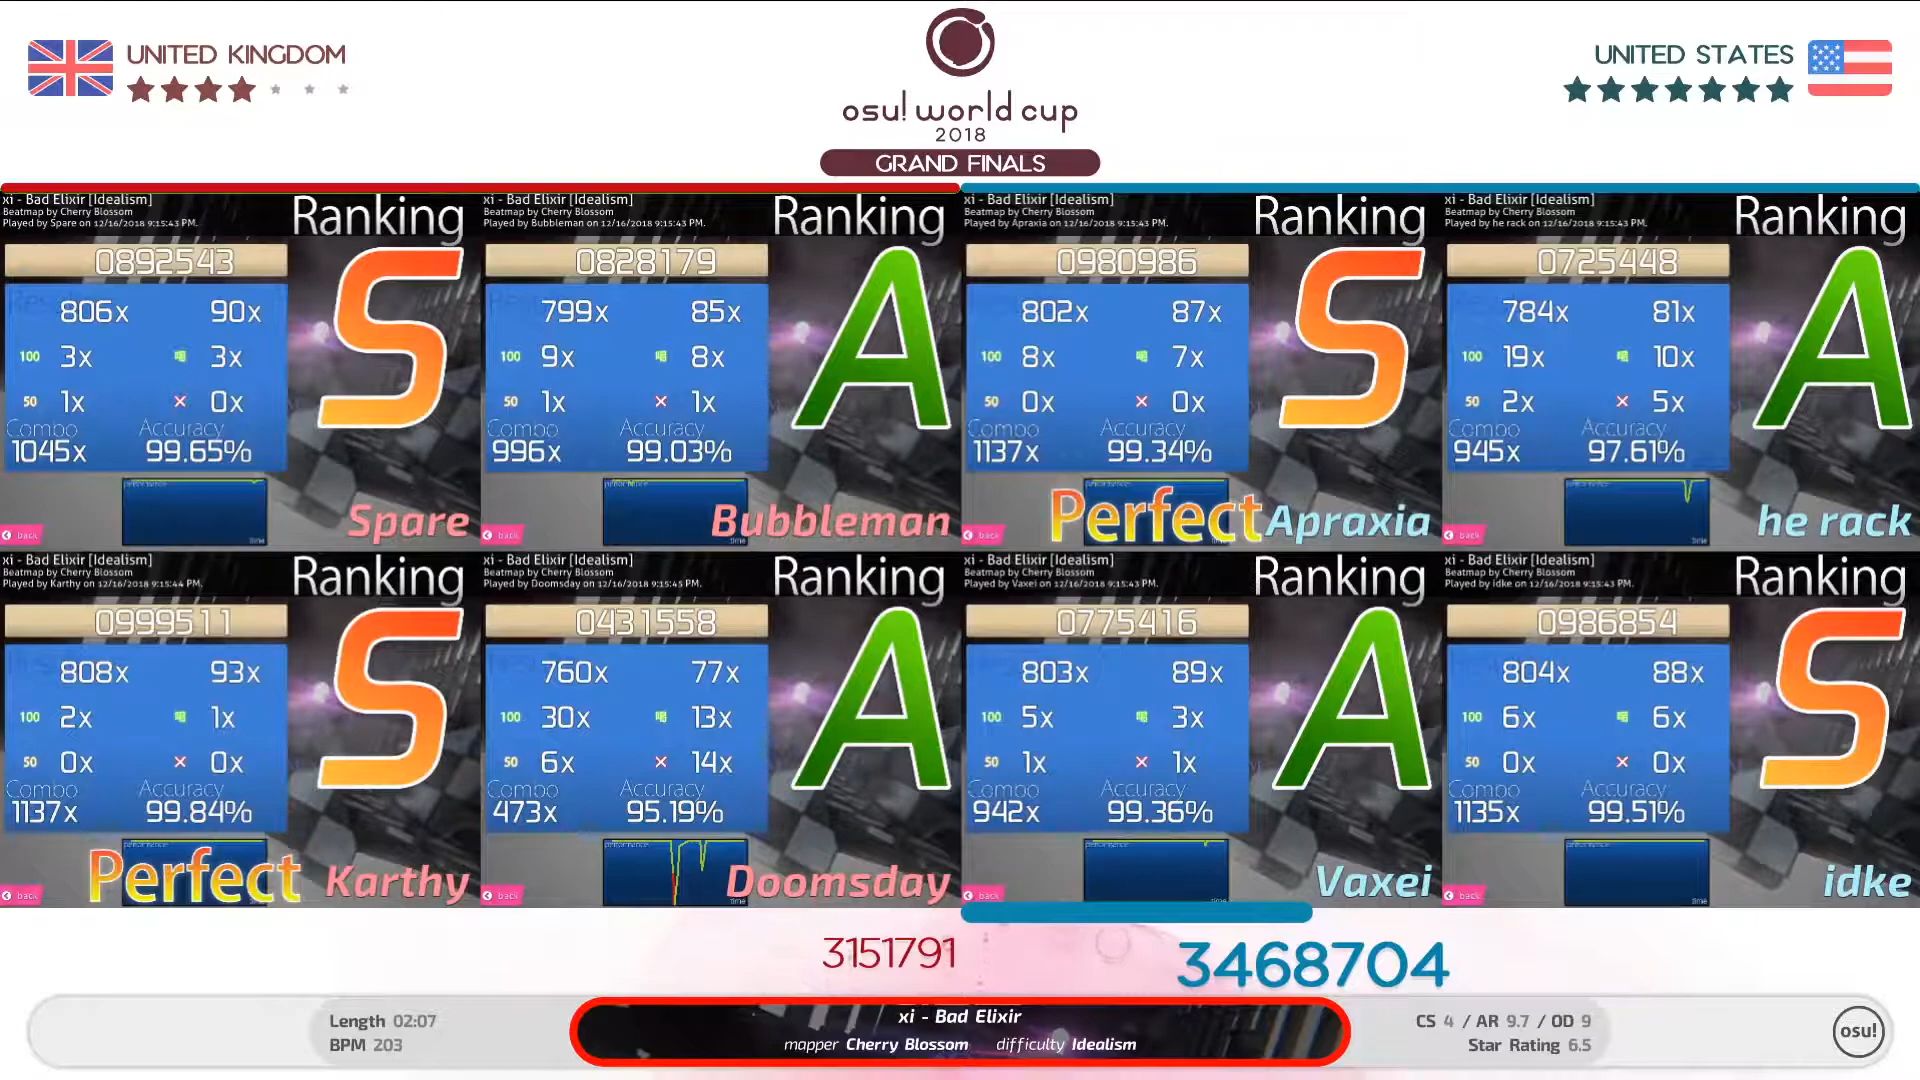 UNITED KINGDOM
osu! world cup
2018
GRAND FINALS
UNITED STATES
xi - Bad Elixir [Idealism]
Beatmap by Cherry Blossom
Played by Spare on 12/16/2018 9:15:43 PM.
Ranking
0892543
806x 90x
100 3x 3x
50 1x 0x
Combo Accuracy
1045x 99.65%
performance
time
back
Spare
xi - Bad Elixir [Idealism]
Beatmap by Cherry Blossom
Played by Bubbleman on 12/16/2018 9:15:43 PM.
Ranking
0828179
799x 85x
100 9x 8x
50 1x 1x
Combo Accuracy
996x 99.03%
performance
time
back
Bubbleman
xi - Bad Elixir [Idealism]
Beatmap by Cherry Blossom
Played by Apraxia on 12/16/2018 9:15:43 PM.
Ranking
0980986
802x 87x
100 8x 7x
50 0x 0x
Combo Accuracy
1137x 99.34%
back
Perfect
Apraxia
xi - Bad Elixir [Idealism]
Beatmap by Cherry Blossom
Played by he rack on 12/16/2018 9:15:43 PM.
Ranking
0725448
784x 81x
100 19x 10x
50 2x 5x
Combo Accuracy
945x 97.61%
performance
time
back
he rack
xi - Bad Elixir [Idealism]
Beatmap by Cherry Blossom
Played by Karthy on 12/16/2018 9:15:44 PM.
Ranking
0999511
808x 93x
100 2x 1x
50 0x 0x
Combo Accuracy
1137x 99.84%
back
Perfect
Karthy
xi - Bad Elixir [Idealism]
Beatmap by Cherry Blossom
Played by Doomsday on 12/16/2018 9:15:45 PM.
Ranking
0431558
760x 77x
100 30x 13x
50 6x 14x
Combo Accuracy
473x 95.19%
performance
time
back
Doomsday
xi - Bad Elixir [Idealism]
Beatmap by Cherry Blossom
Played by Vaxei on 12/16/2018 9:15:43 PM.
Ranking
0775416
803x 89x
100 5x 3x
50 1x 1x
Combo Accuracy
942x 99.36%
performance
time
back
Vaxei
xi - Bad Elixir [Idealism]
Beatmap by Cherry Blossom
Played by idke on 12/16/2018 9:15:43 PM.
Ranking
0986854
804x 88x
100 6x 6x
50 0x 0x
Combo Accuracy
1135x 99.51%
performance
time
back
idke
3151791
3468704
Length 02:07
BPM 203
xi - Bad Elixir
mapper Cherry Blossom difficulty Idealism
CS 4 / AR 9.7 / OD 9
Star Rating 6.5
osu!